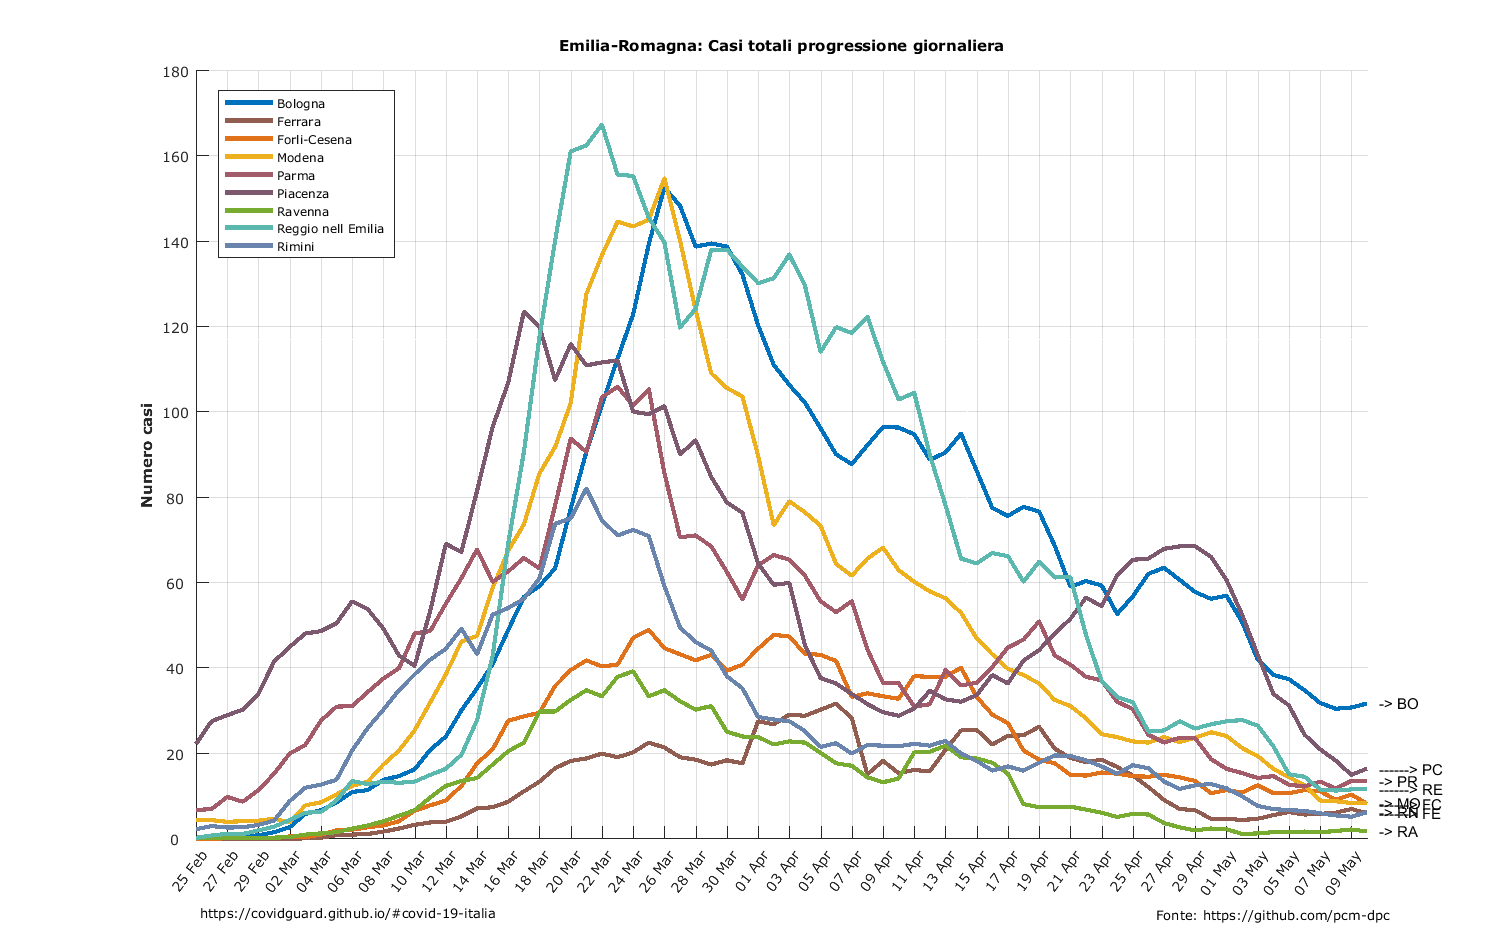 Emilia-Romagna: Casi totali progressione giornaliera
Numero casi
180
160
140
120
100
80
60
40
20
0
Bologna
Ferrara
Forli-Cesena
Modena
Parma
Piacenza
Ravenna
Reggio nell Emilia
Rimini
-> BO
------> PC
-> PR
------> RE
-> RA
25 Feb
27 Feb
29 Feb
02 Mar
04 Mar
06 Mar
08 Mar
10 Mar
12 Mar
14 Mar
16 Mar
18 Mar
20 Mar
22 Mar
24 Mar
26 Mar
28 Mar
30 Mar
01 Apr
03 Apr
05 Apr
07 Apr
09 Apr
11 Apr
13 Apr
15 Apr
17 Apr
19 Apr
21 Apr
23 Apr
25 Apr
27 Apr
29 Apr
01 May
03 May
05 May
07 May
09 May
https://covidguard.github.io/#covid-19-italia
Fonte: https://github.com/pcm-dpc